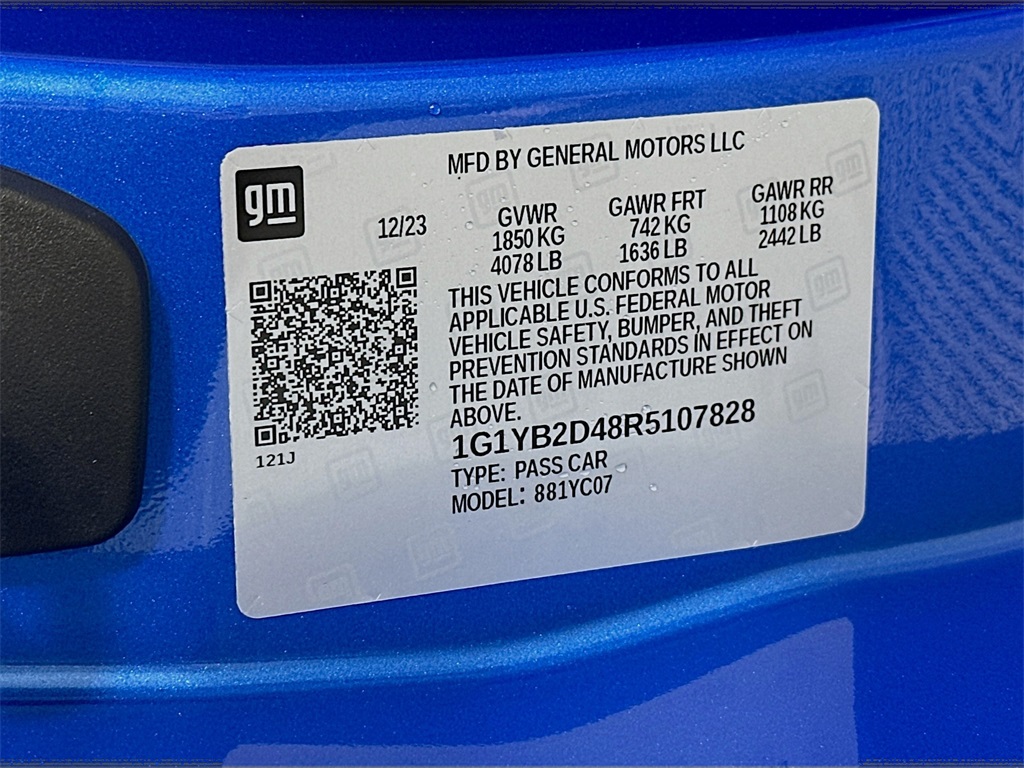 MFD BY GENERAL MOTORS LLC
gm
12/23
GVWR
1850 KG
4078 LB
GAWR FRT
742 KG
1636 LB
GAWR RR
1108 KG
2442 LB
THIS VEHICLE CONFORMS TO ALL
APPLICABLE U.S. FEDERAL MOTOR
VEHICLE SAFETY, BUMPER, AND THEFT
PREVENTION STANDARDS IN EFFECT ON
THE DATE OF MANUFACTURE SHOWN
ABOVE.
1G1YB2D48R5107828
TYPE: PASS CAR
MODEL: 881YC07
121J